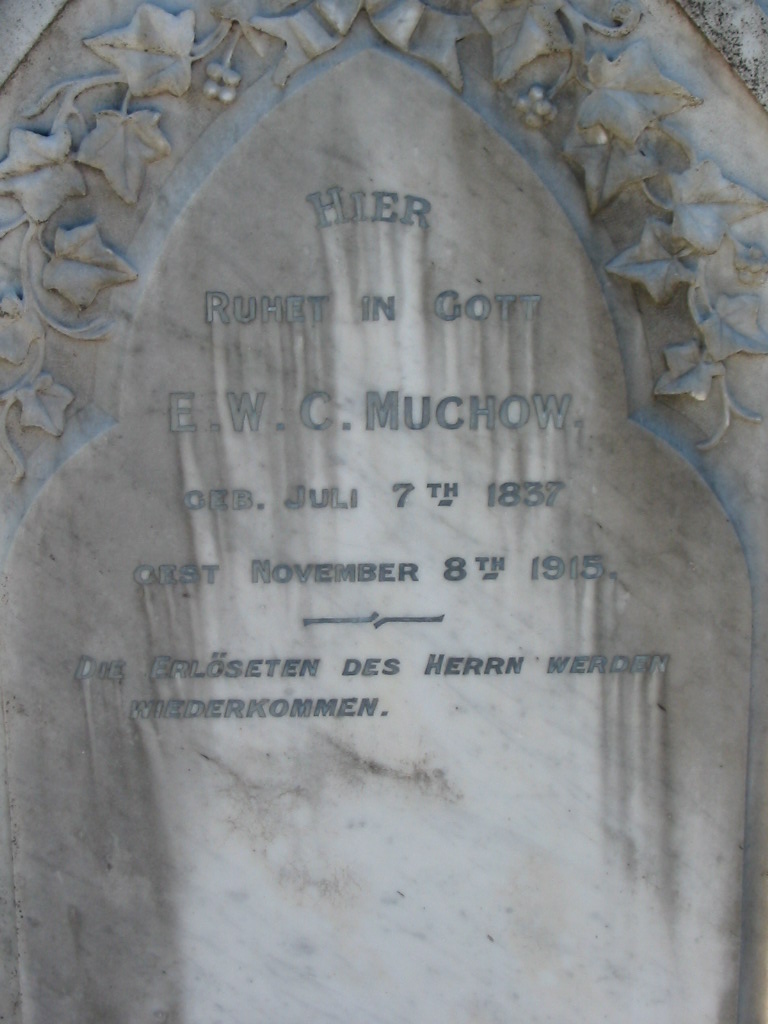 HIER
RUHET IN GOTT
E.W.C. MUCHOW.
GEB. JULI 7TH 1837
GEST NOVEMBER 8TH 1915.
DIE ERLÖSETEN DES HERRN WERDEN
WIEDERKOMMEN.